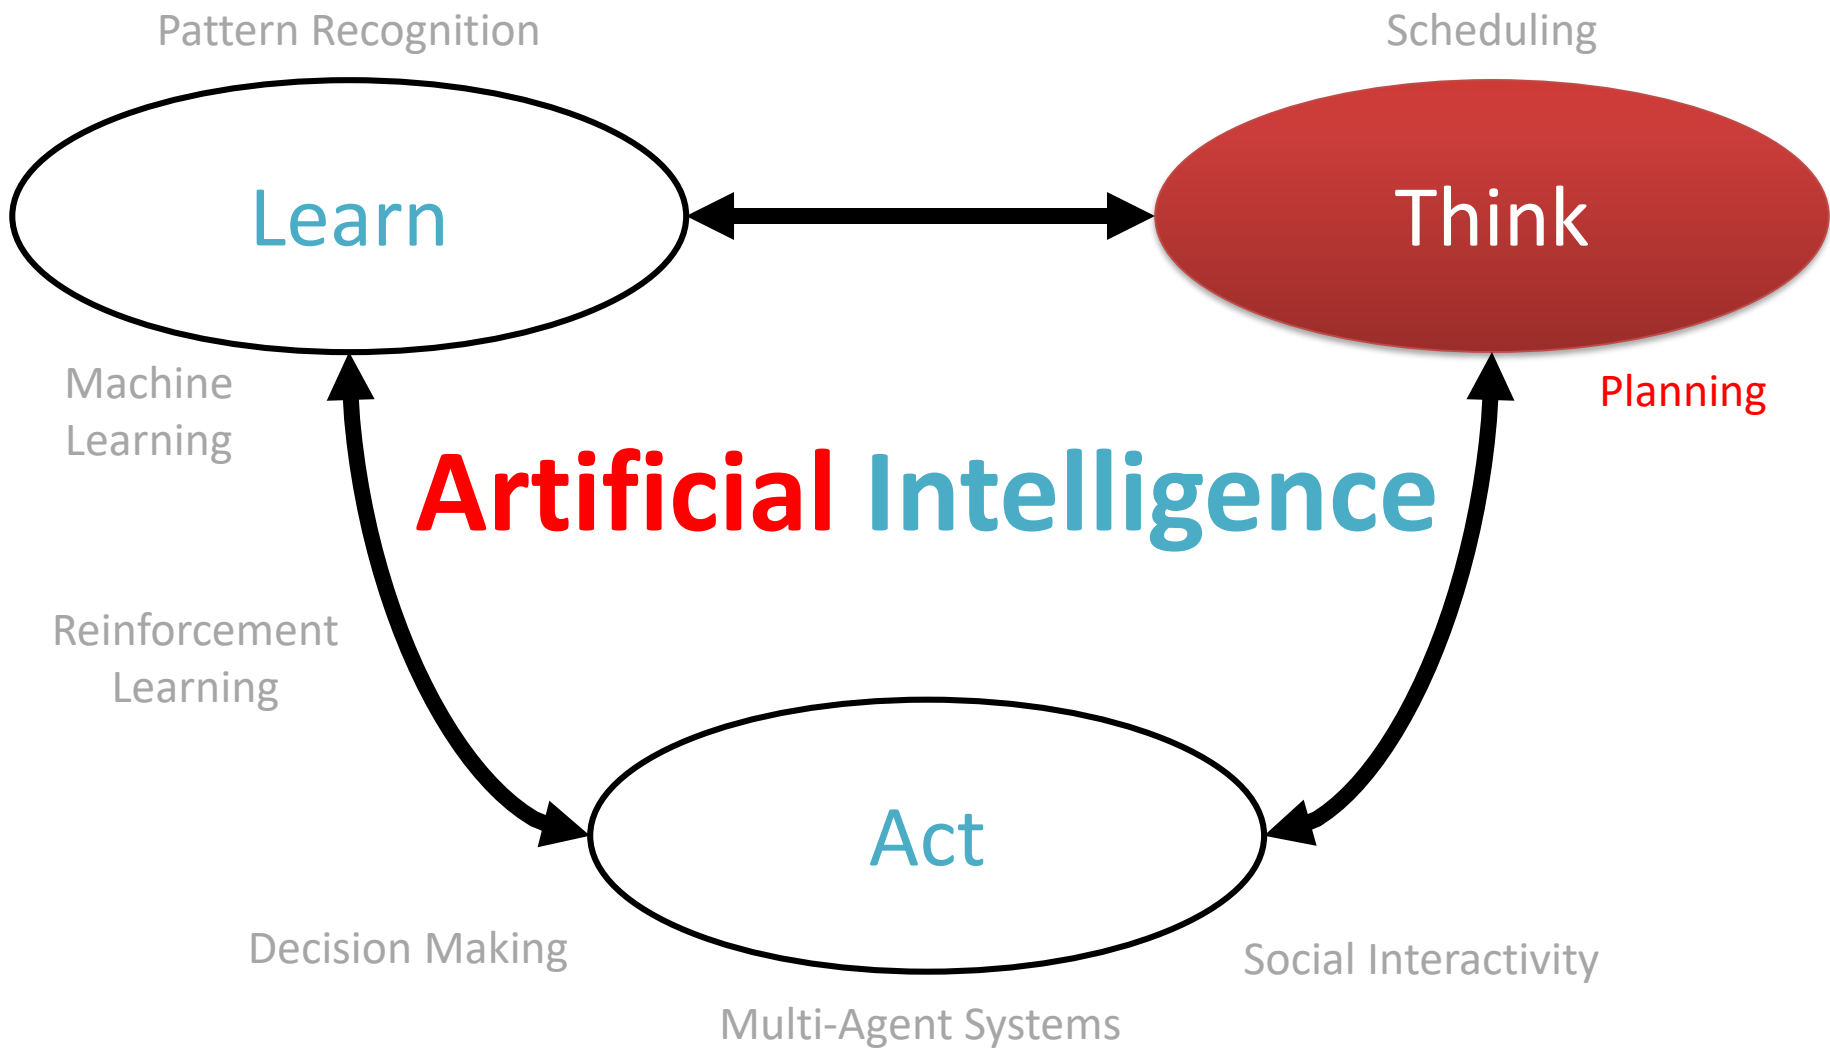 Pattern Recognition
Scheduling
Learn
Think
Machine
Learning
Planning
Artificial Intelligence
Reinforcement
Learning
Act
Decision Making
Social Interactivity
Multi-Agent Systems